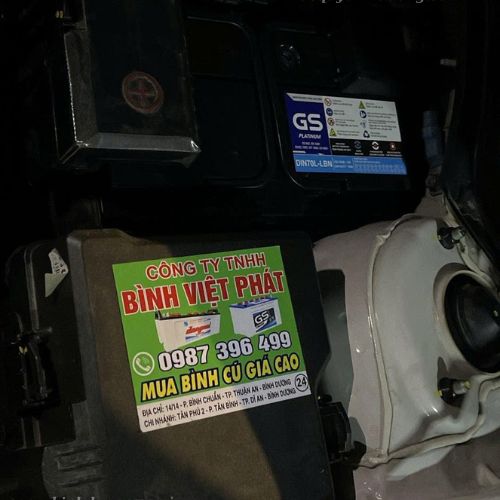 GS
PLATINUM
DIN70L-LBN
CÔNG TY TNHH
BÌNH VIỆT PHÁT
GS
0987 396 499
MUA BÌNH CŨ GIÁ CAO
ĐỊA CHỈ: 14/14 - P. BÌNH CHUẨN - TP. THUẬN AN - BÌNH DƯƠNG
CHI NHÁNH: TÂN PHÚ 2 - P. TÂN BÌNH - TP. DĨ AN - BÌNH DƯƠNG
24